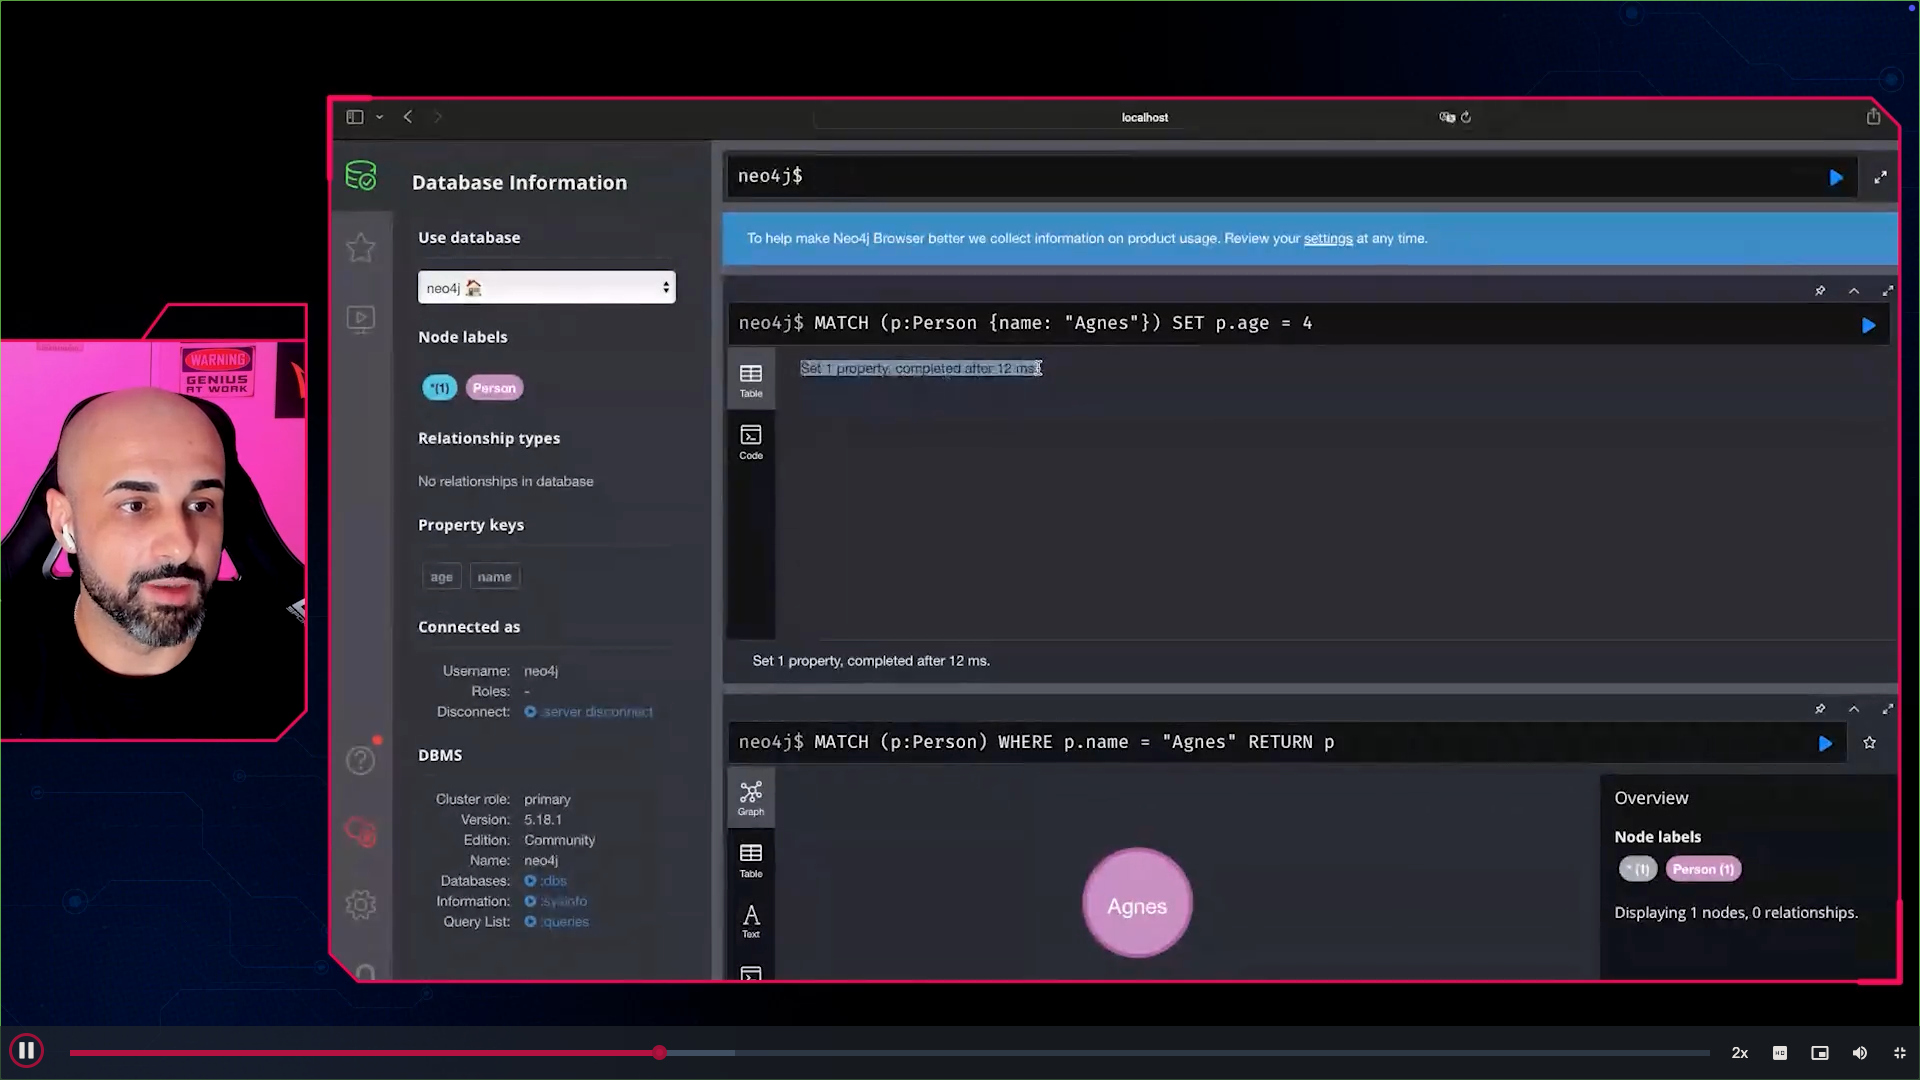 localhost
Database Information
Use database
neo4j
Node labels
*(1)
Person
Relationship types
No relationships in database
Property keys
age
name
Connected as
Username: neo4j
Roles: -
Disconnect: :server disconnect
DBMS
Cluster role: primary
Version: 5.18.1
Edition: Community
Name: neo4j
Databases: :dbs
Information: :sysinfo
Query List: :queries
neo4j$
To help make Neo4j Browser better we collect information on product usage. Review your settings at any time.
neo4j$ MATCH (p:Person {name: "Agnes"}) SET p.age = 4
Table
Code
Set 1 property, completed after 12 ms.
Set 1 property, completed after 12 ms.
neo4j$ MATCH (p:Person) WHERE p.name = "Agnes" RETURN p
Graph
Table
Text
Agnes
Overview
Node labels
* (1)
Person (1)
Displaying 1 nodes, 0 relationships.
WARNING
GENIUS
AT WORK
2x